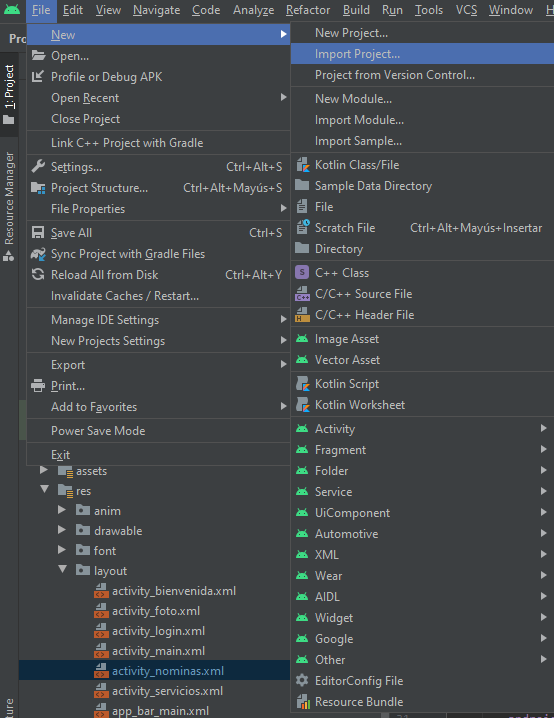 File Edit View Navigate Code Analyze Refactor Build Run Tools VCS Window H
Pro
1: Project
Resource Manager
New
Open...
Profile or Debug APK
Open Recent
Close Project
Link C++ Project with Gradle
Settings... Ctrl+Alt+S
Project Structure... Ctrl+Alt+Mayús+S
File Properties
Save All Ctrl+S
Sync Project with Gradle Files
Reload All from Disk Ctrl+Alt+Y
Invalidate Caches / Restart...
Manage IDE Settings
New Projects Settings
Export
Print...
Add to Favorites
Power Save Mode
Exit
New Project...
Import Project...
Project from Version Control...
New Module...
Import Module...
Import Sample...
Kotlin Class/File
Sample Data Directory
File
Scratch File Ctrl+Alt+Mayús+Insertar
Directory
S C++ Class
C++ C/C++ Source File
H C/C++ Header File
Image Asset
Vector Asset
Kotlin Script
Kotlin Worksheet
Activity
Fragment
Folder
Service
UiComponent
Automotive
XML
Wear
AIDL
Widget
Google
Other
EditorConfig File
Resource Bundle
assets
res
anim
drawable
font
layout
activity_bienvenida.xml
activity_foto.xml
activity_login.xml
activity_main.xml
activity_nominas.xml
activity_servicios.xml
app_bar_main.xml
ture